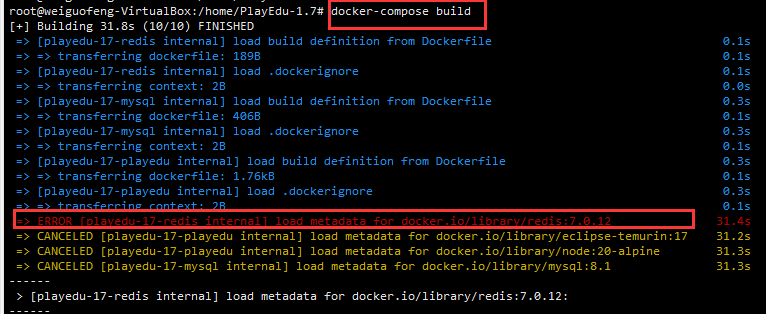 root@weiguofeng-VirtualBox:/home/PlayEdu-1.7# docker-compose build
[+] Building 31.8s (10/10) FINISHED
=> [playedu-17-redis internal] load build definition from Dockerfile 0.1s
=> => transferring dockerfile: 189B 0.1s
=> [playedu-17-redis internal] load .dockerignore 0.1s
=> => transferring context: 2B 0.0s
=> [playedu-17-mysql internal] load build definition from Dockerfile 0.3s
=> => transferring dockerfile: 406B 0.1s
=> [playedu-17-mysql internal] load .dockerignore 0.3s
=> => transferring context: 2B 0.1s
=> [playedu-17-playedu internal] load build definition from Dockerfile 0.3s
=> => transferring dockerfile: 1.76kB 0.1s
=> [playedu-17-playedu internal] load .dockerignore 0.3s
=> => transferring context: 2B 0.1s
=> ERROR [playedu-17-redis internal] load metadata for docker.io/library/redis:7.0.12 31.4s
=> CANCELED [playedu-17-playedu internal] load metadata for docker.io/library/eclipse-temurin:17 31.2s
=> CANCELED [playedu-17-playedu internal] load metadata for docker.io/library/node:20-alpine 31.3s
=> CANCELED [playedu-17-mysql internal] load metadata for docker.io/library/mysql:8.1 31.3s
------
> [playedu-17-redis internal] load metadata for docker.io/library/redis:7.0.12:
------